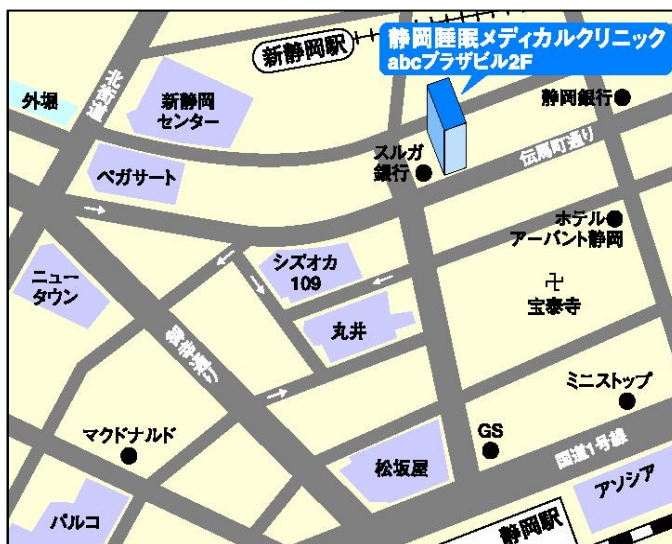 新静岡駅
静岡睡眠メディカルクリニック
abcプラザビル2F
北街道
外堀
新静岡
センター
静岡銀行
ペガサート
スルガ
銀行
伝馬町通り
ホテル
アーバント静岡
シズオカ
109
ニュー
タウン
卍
宝泰寺
丸井
御幸通り
ミニストップ
マクドナルド
GS
国道1号線
松坂屋
アソシア
パルコ
静岡駅